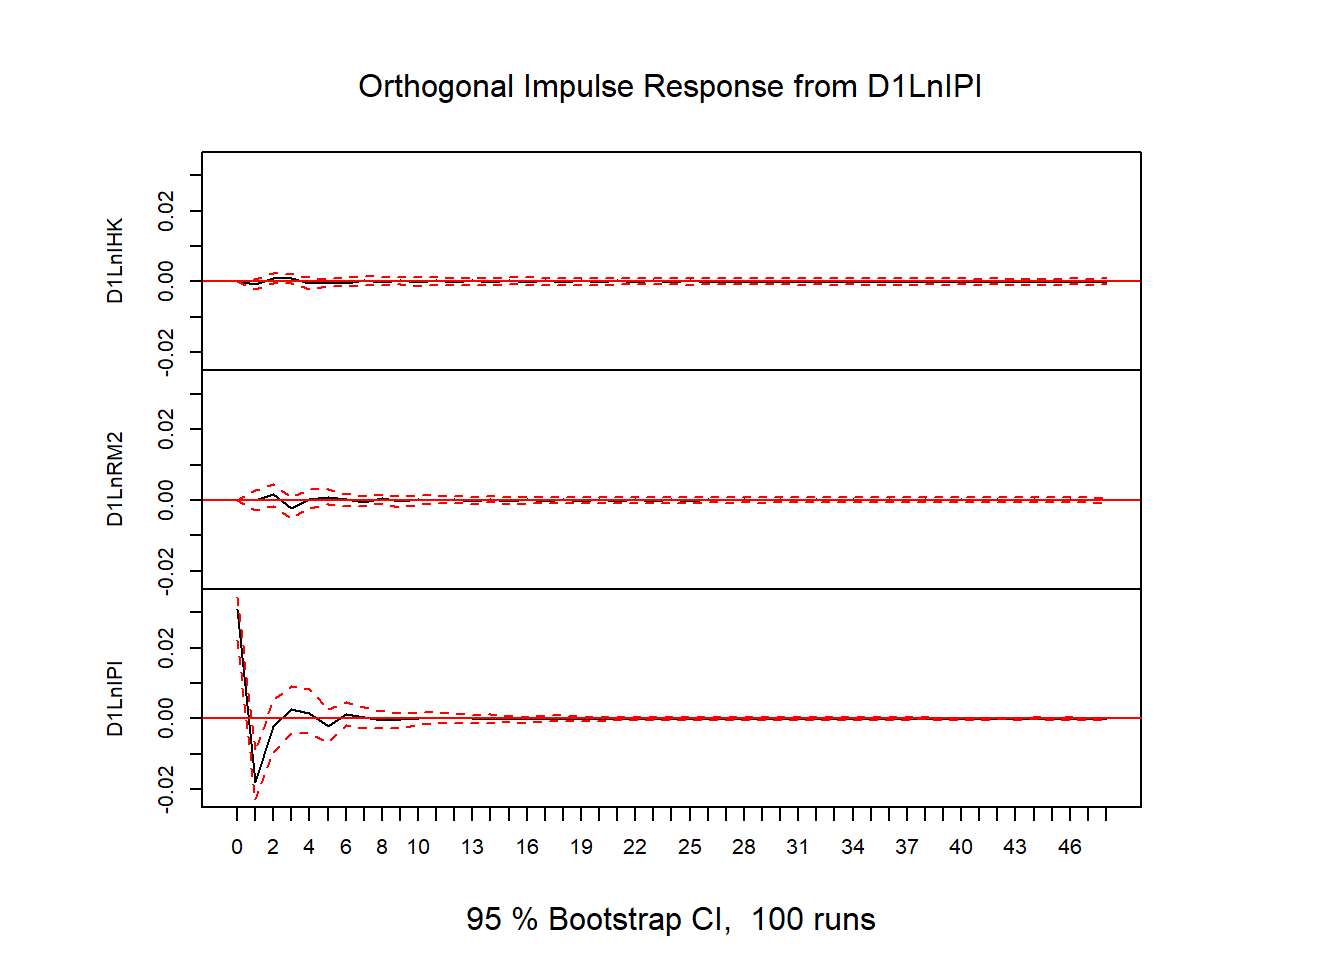 Orthogonal Impulse Response from D1LnIPI
D1LnIHK
0.02
0.00
-0.02
D1LnRM2
0.02
0.00
-0.02
D1LnIPI
0.02
0.00
-0.02
0 2 4 6 8 10 13 16 19 22 25 28 31 34 37 40 43 46
95 % Bootstrap CI,  100 runs